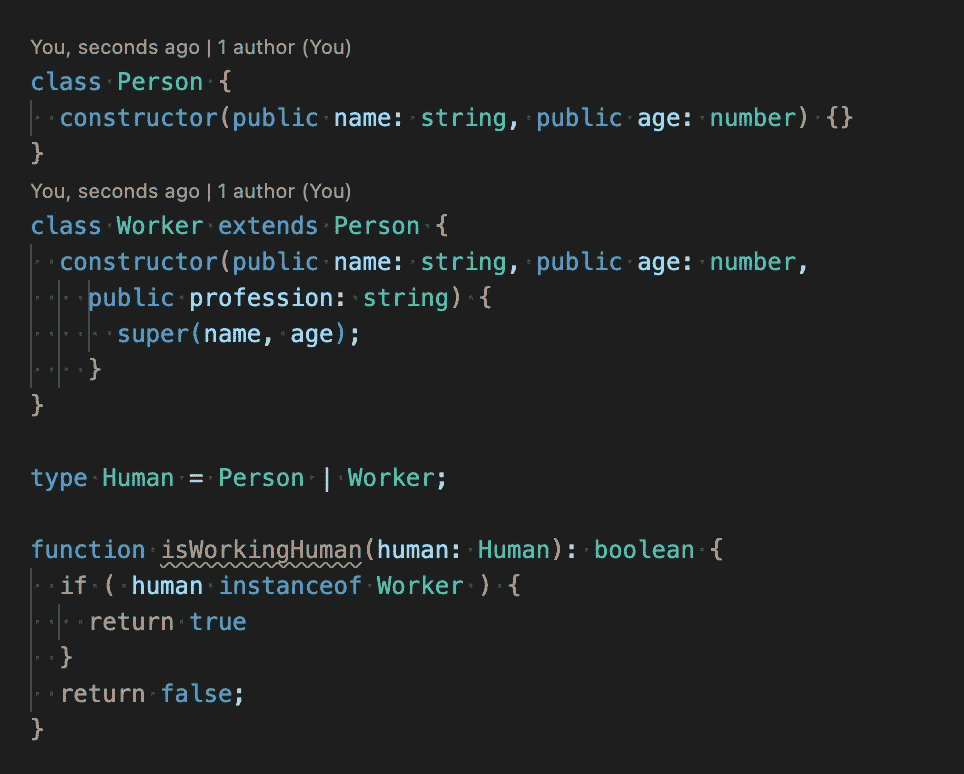 You, seconds ago | 1 author (You)
class Person {
constructor(public name: string, public age: number) {}
}
You, seconds ago | 1 author (You)
class Worker extends Person {
constructor(public name: string, public age: number,
public profession: string) {
super(name, age);
}
}
type Human = Person | Worker;
function isWorkingHuman(human: Human): boolean {
if ( human instanceof Worker ) {
return true
}
return false;
}